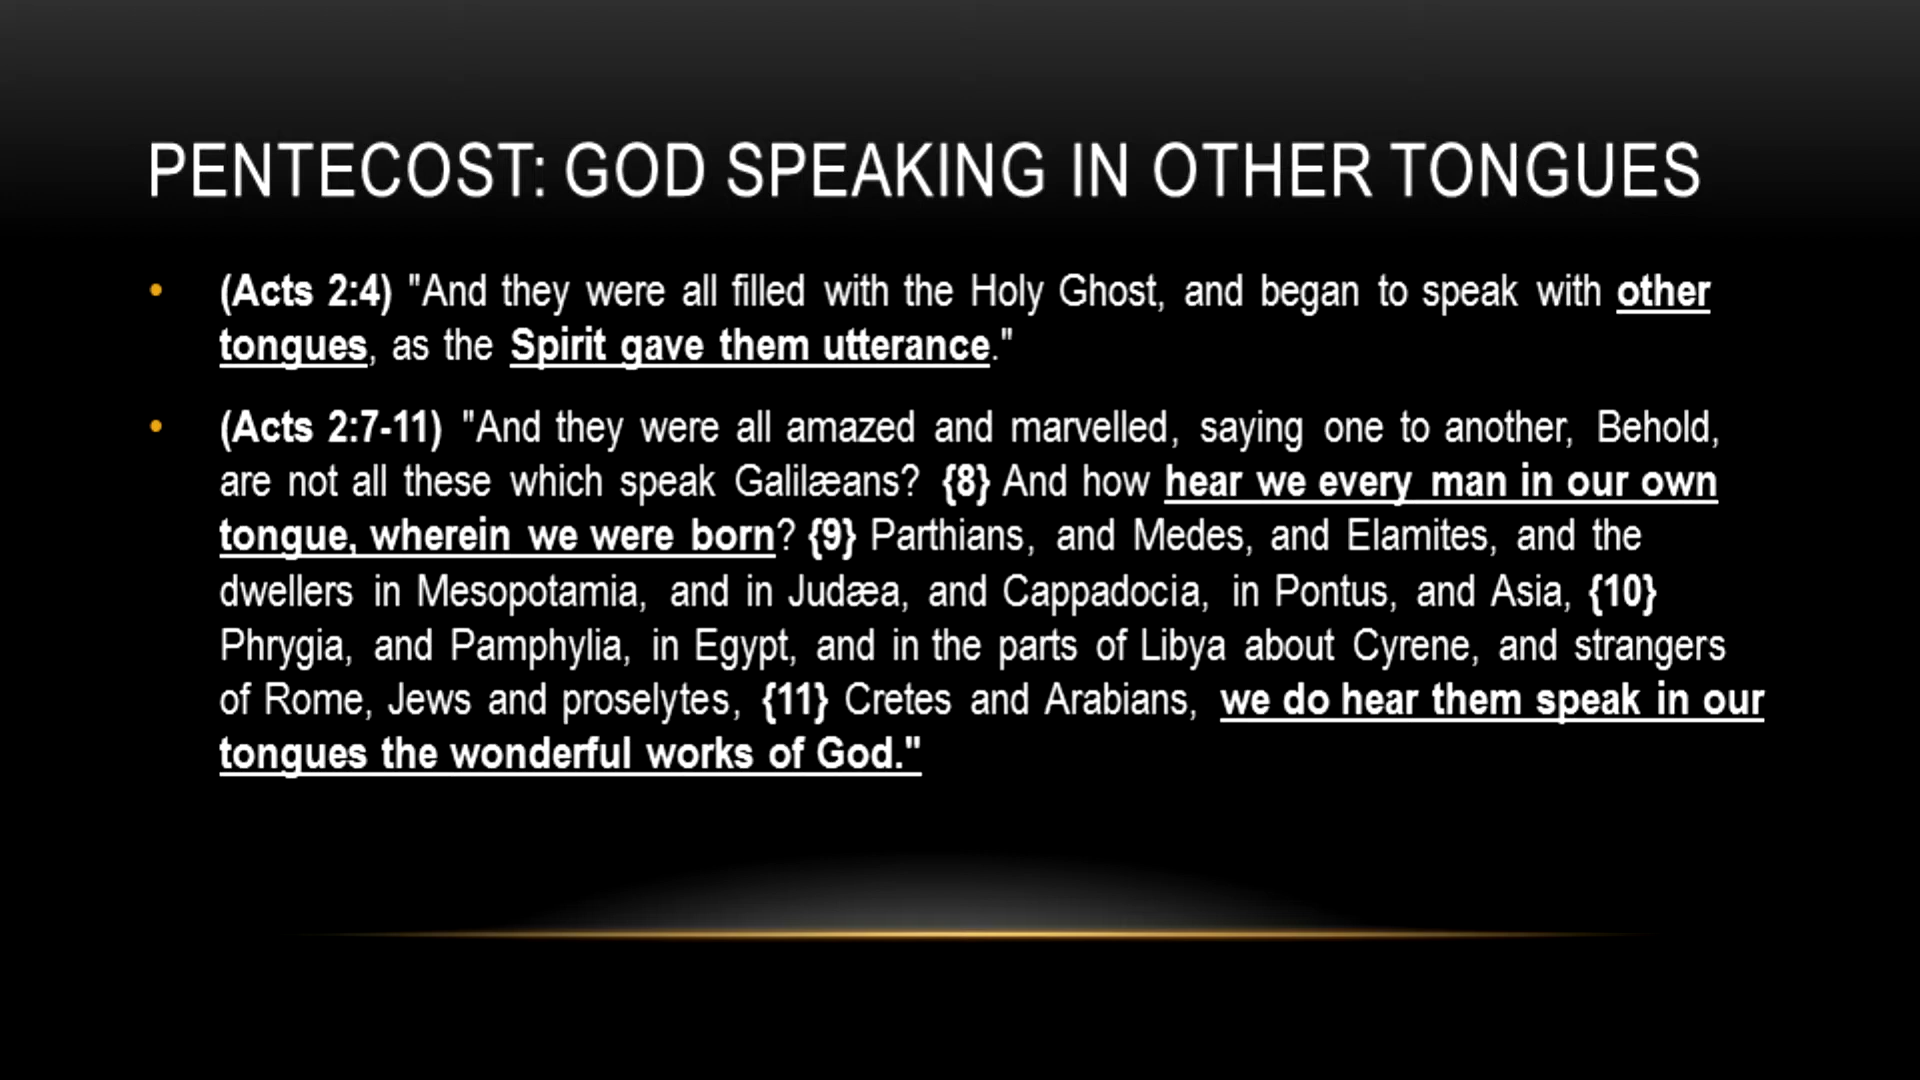 PENTECOST: GOD SPEAKING IN OTHER TONGUES
• (Acts 2:4) "And they were all filled with the Holy Ghost, and began to speak with other
tongues, as the Spirit gave them utterance."
• (Acts 2:7-11) "And they were all amazed and marvelled, saying one to another, Behold,
are not all these which speak Galilæans? {8} And how hear we every man in our own
tongue, wherein we were born? {9} Parthians, and Medes, and Elamites, and the
dwellers in Mesopotamia, and in Judæa, and Cappadocia, in Pontus, and Asia, {10}
Phrygia, and Pamphylia, in Egypt, and in the parts of Libya about Cyrene, and strangers
of Rome, Jews and proselytes, {11} Cretes and Arabians, we do hear them speak in our
tongues the wonderful works of God."